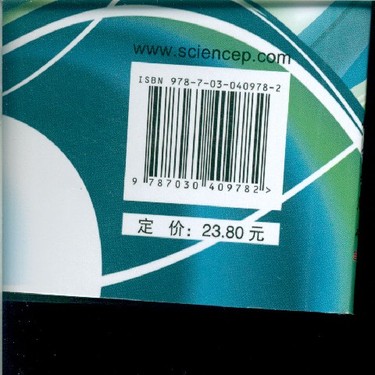 www.sciencep.com
ISBN 978-7-03-040978-2
9 787030 409782>
定 价：23.80 元